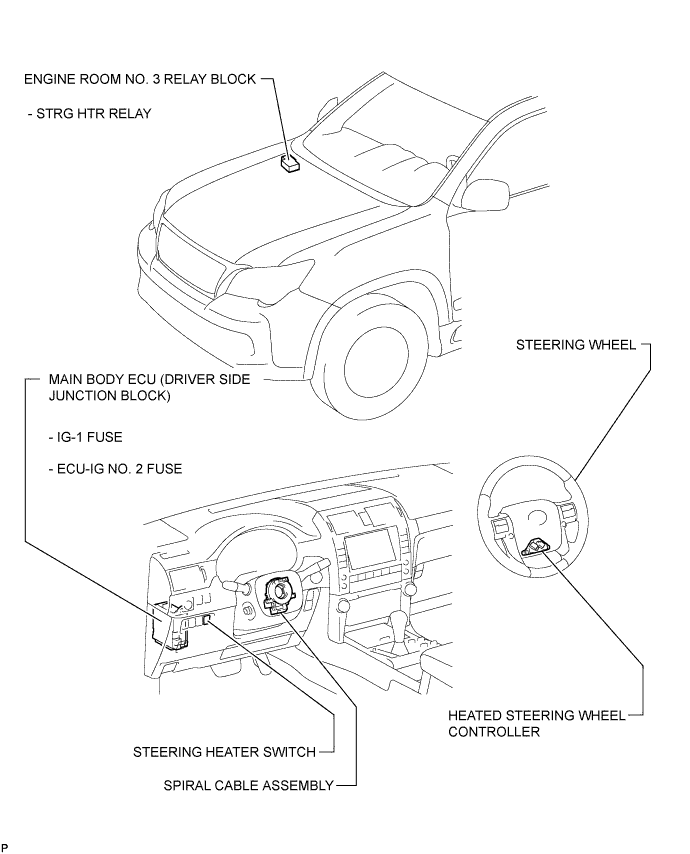 ENGINE ROOM NO. 3 RELAY BLOCK
- STRG HTR RELAY
STEERING WHEEL
MAIN BODY ECU (DRIVER SIDE
JUNCTION BLOCK)
- IG-1 FUSE
- ECU-IG NO. 2 FUSE
HEATED STEERING WHEEL
CONTROLLER
STEERING HEATER SWITCH
SPIRAL CABLE ASSEMBLY
P